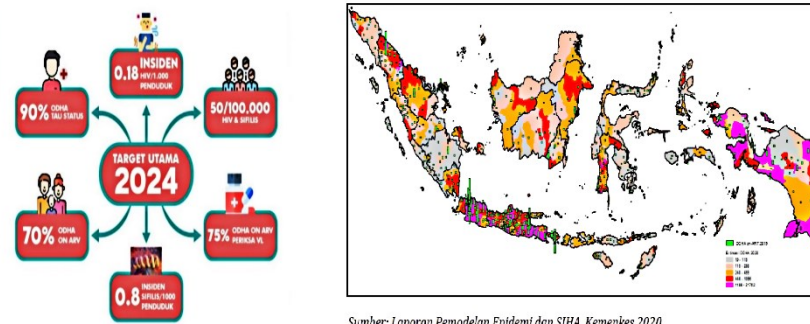 0.18 INSIDEN
HIV/1.000
PENDUDUK
90% ODHA
TAU STATUS
50/100,000
HIV & SIFILIS
TARGET UTAMA
2024
70% ODHA
ON ARV
75% ODHA ON ARV
PERIKSA VL
0.8 INSIDEN
SIFILIS/1000
PENDUDUK
Sumber: Laporan Pemodelan Epidemi dan SIHA, Kemenkes 2020